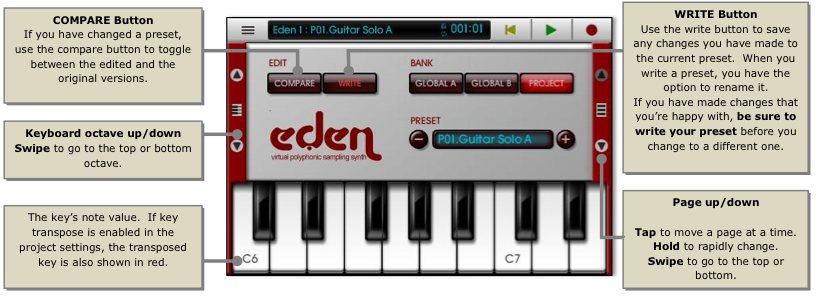 COMPARE Button
If you have changed a preset,
use the compare button to toggle
between the edited and the
original versions.
Keyboard octave up/down
Swipe to go to the top or bottom
octave.
The key's note value.  If key
transpose is enabled in the
project settings, the transposed
key is also shown in red.
Eden 1 : P01.Guitar Solo A
001:01
EDIT
COMPARE
WRITE
BANK
GLOBAL A
GLOBAL B
PROJECT
eden
virtual polyphonic sampling synth
PRESET
P01.Guitar Solo A
C6
C7
WRITE Button
Use the write button to save
any changes you have made to
the current preset.  When you
write a preset, you have the
option to rename it.
If you have made changes that
you're happy with, be sure to
write your preset before you
change to a different one.
Page up/down
Tap to move a page at a time.
Hold to rapidly change.
Swipe to go to the top or
bottom.